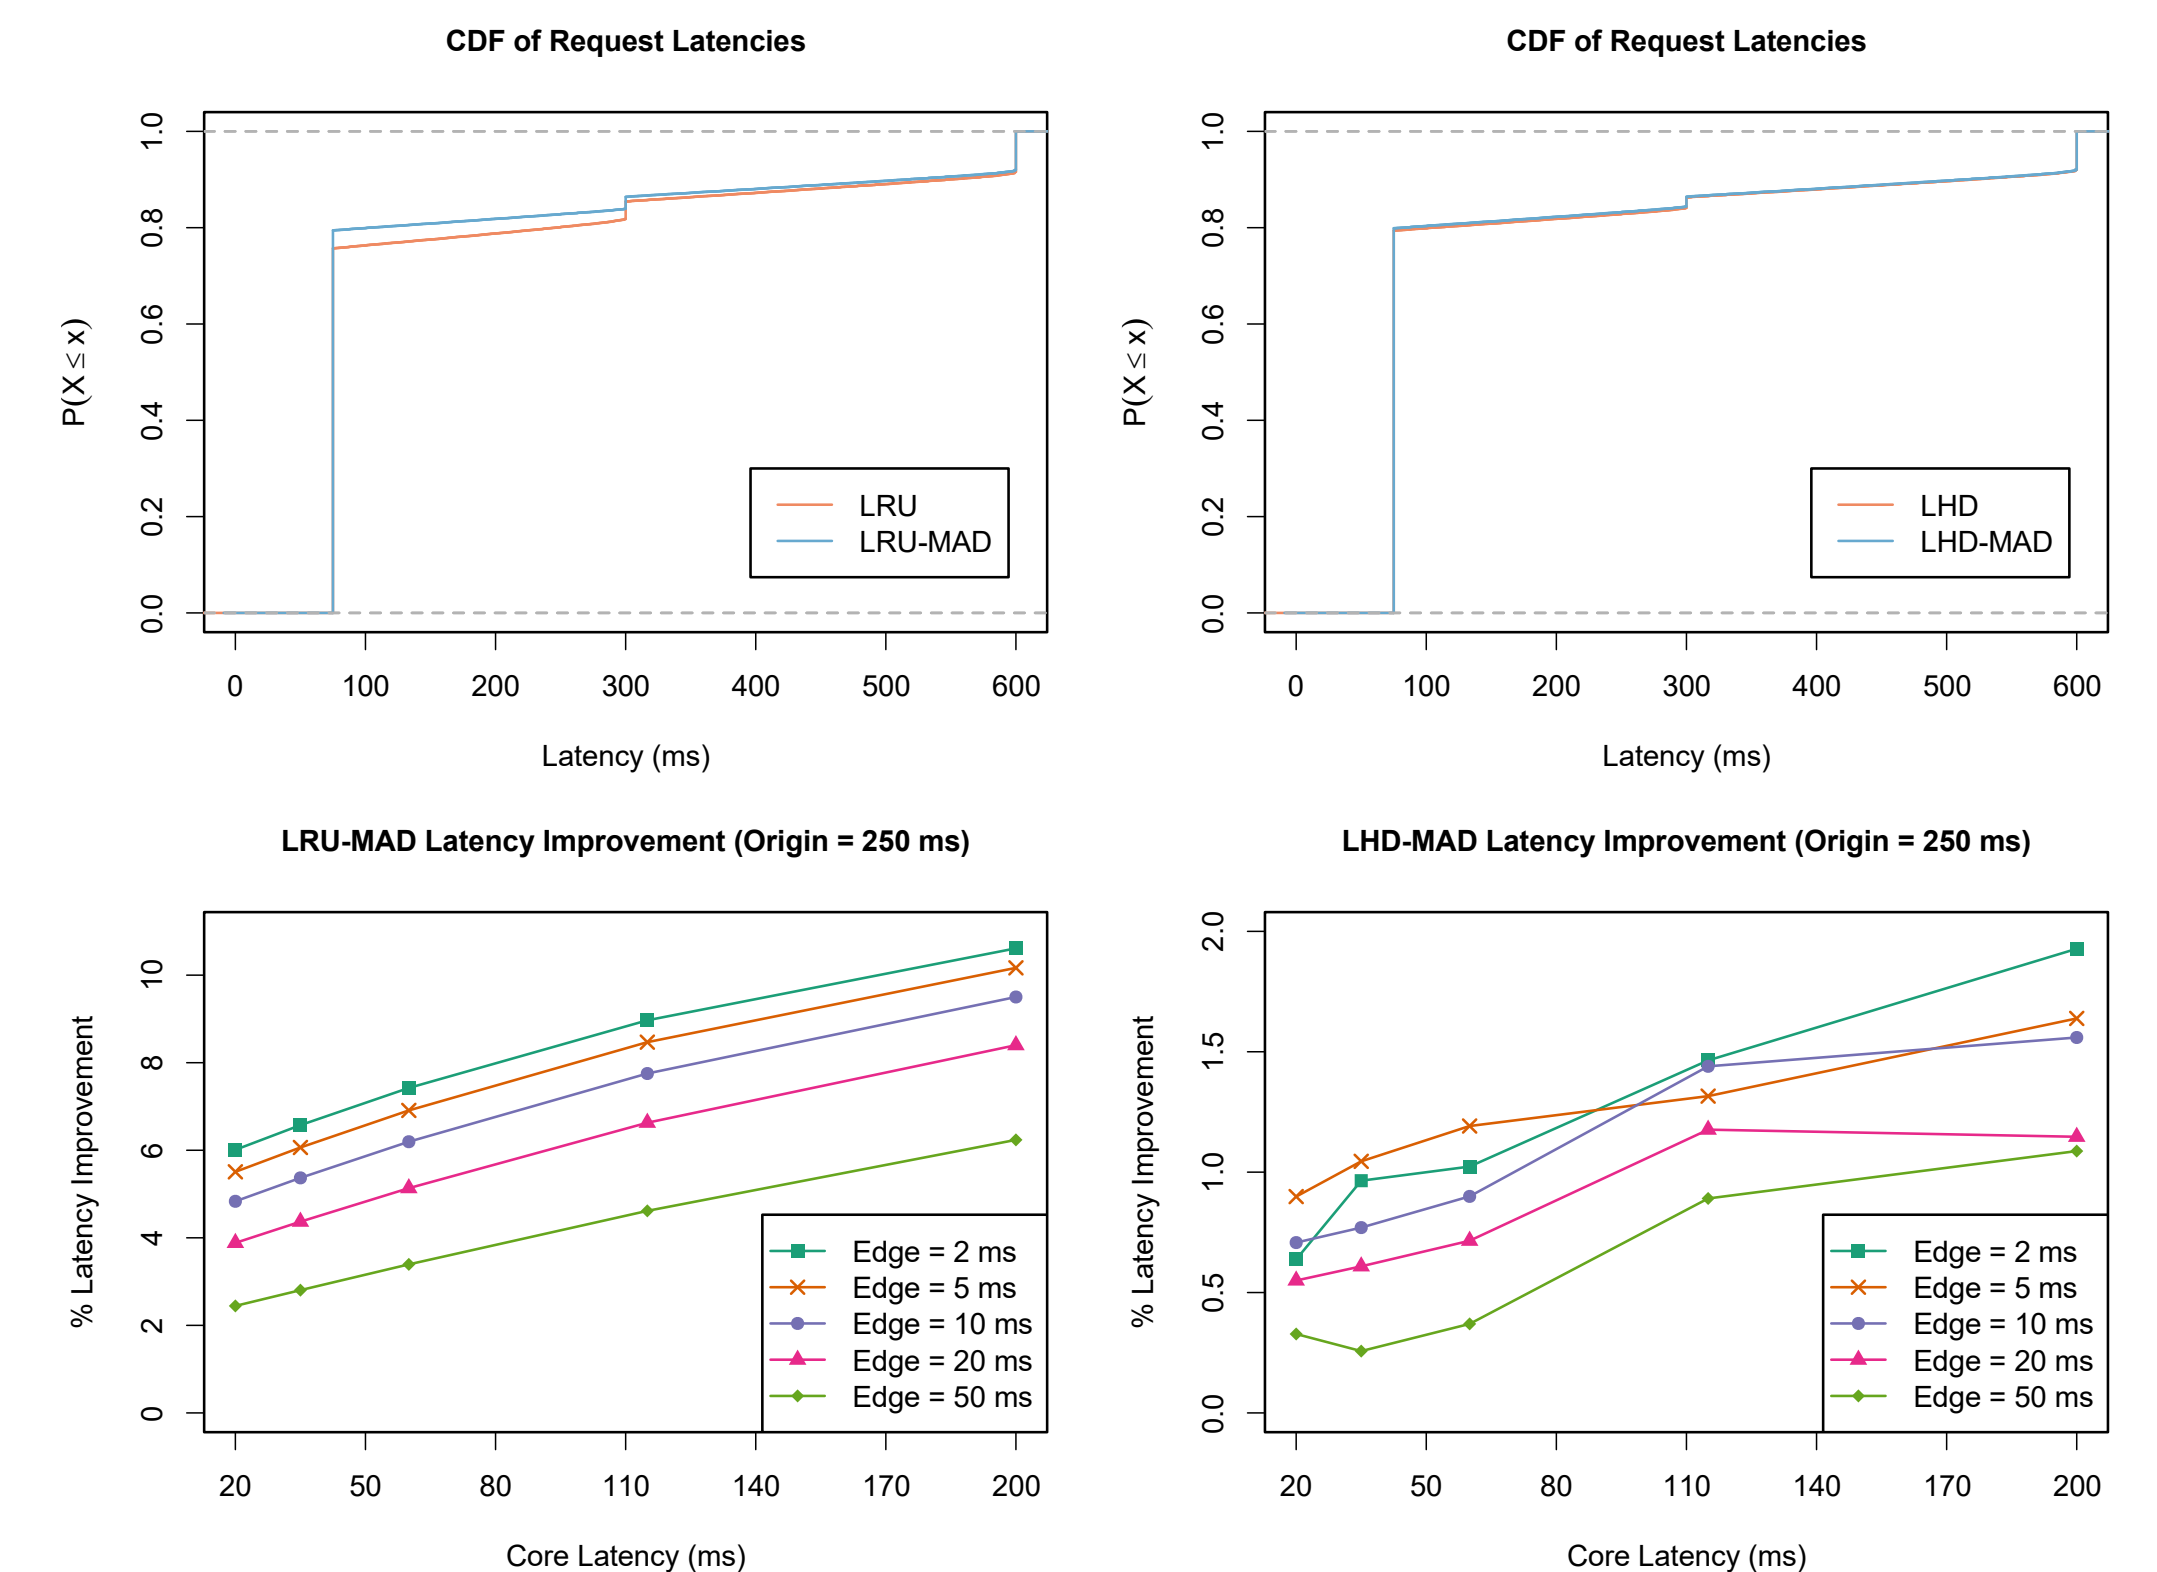 CDF of Request Latencies
P(X ≤ x)
1.0
0.8
0.6
0.4
0.2
0.0
LRU
LRU-MAD
0 100 200 300 400 500 600
Latency (ms)
CDF of Request Latencies
P(X ≤ x)
1.0
0.8
0.6
0.4
0.2
0.0
LHD
LHD-MAD
0 100 200 300 400 500 600
Latency (ms)
LRU-MAD Latency Improvement (Origin = 250 ms)
% Latency Improvement
10
8
6
4
2
0
Edge = 2 ms
Edge = 5 ms
Edge = 10 ms
Edge = 20 ms
Edge = 50 ms
20 50 80 110 140 170 200
Core Latency (ms)
LHD-MAD Latency Improvement (Origin = 250 ms)
% Latency Improvement
2.0
1.5
1.0
0.5
0.0
Edge = 2 ms
Edge = 5 ms
Edge = 10 ms
Edge = 20 ms
Edge = 50 ms
20 50 80 110 140 170 200
Core Latency (ms)